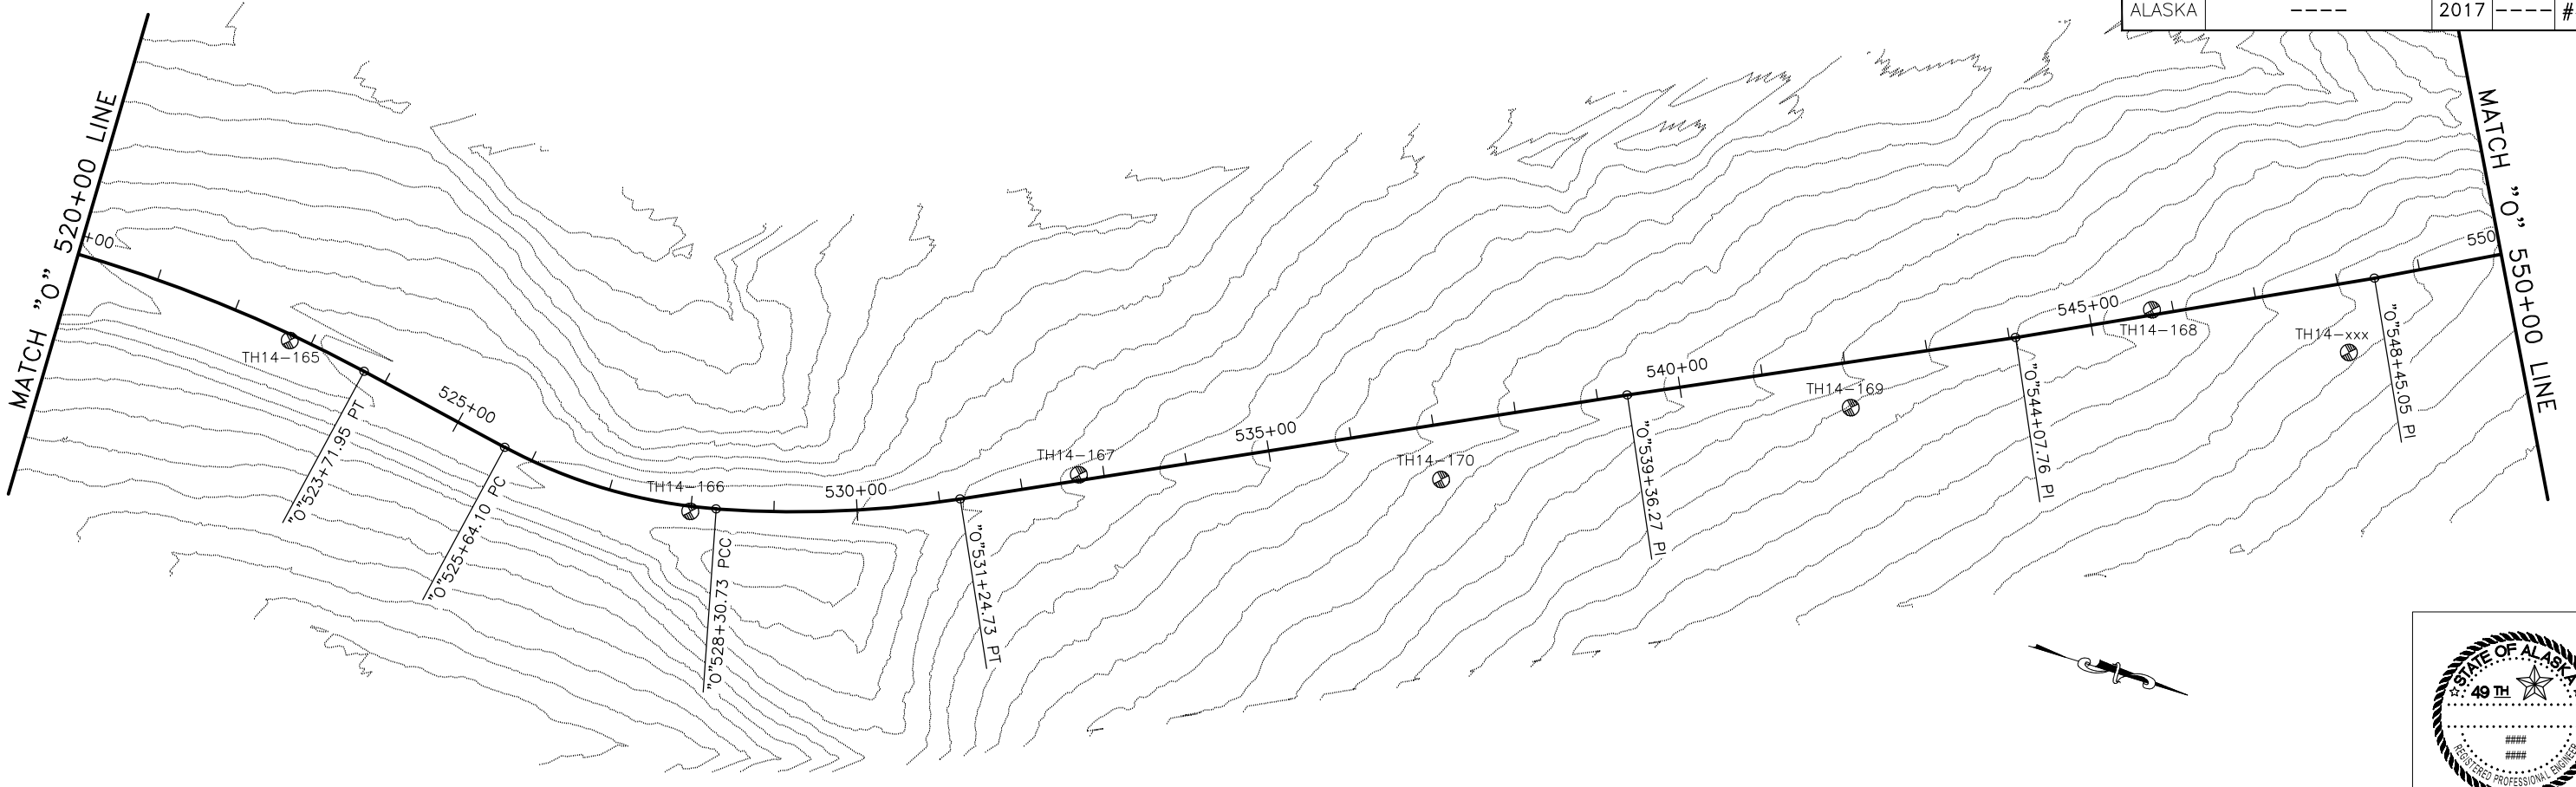 ALASKA ---- 2017 ---- #
MATCH "O" 520+00 LINE
+00
TH14-165
"O"523+71.95 PT
525+00
"O"525+64.10 PC
TH14-166
"O"528+30.73 PCC
530+00
"O"531+24.73 PT
TH14-167
535+00
TH14-170
"O"539+36.27 PI
540+00
TH14-169
"O"544+07.76 PI
545+00
TH14-168
TH14-xxx
"O"548+45.05 PI
550
MATCH "O" 550+00 LINE
STATE OF ALASKA
49 TH
####
####
REGISTERED PROFESSIONAL ENGINEER